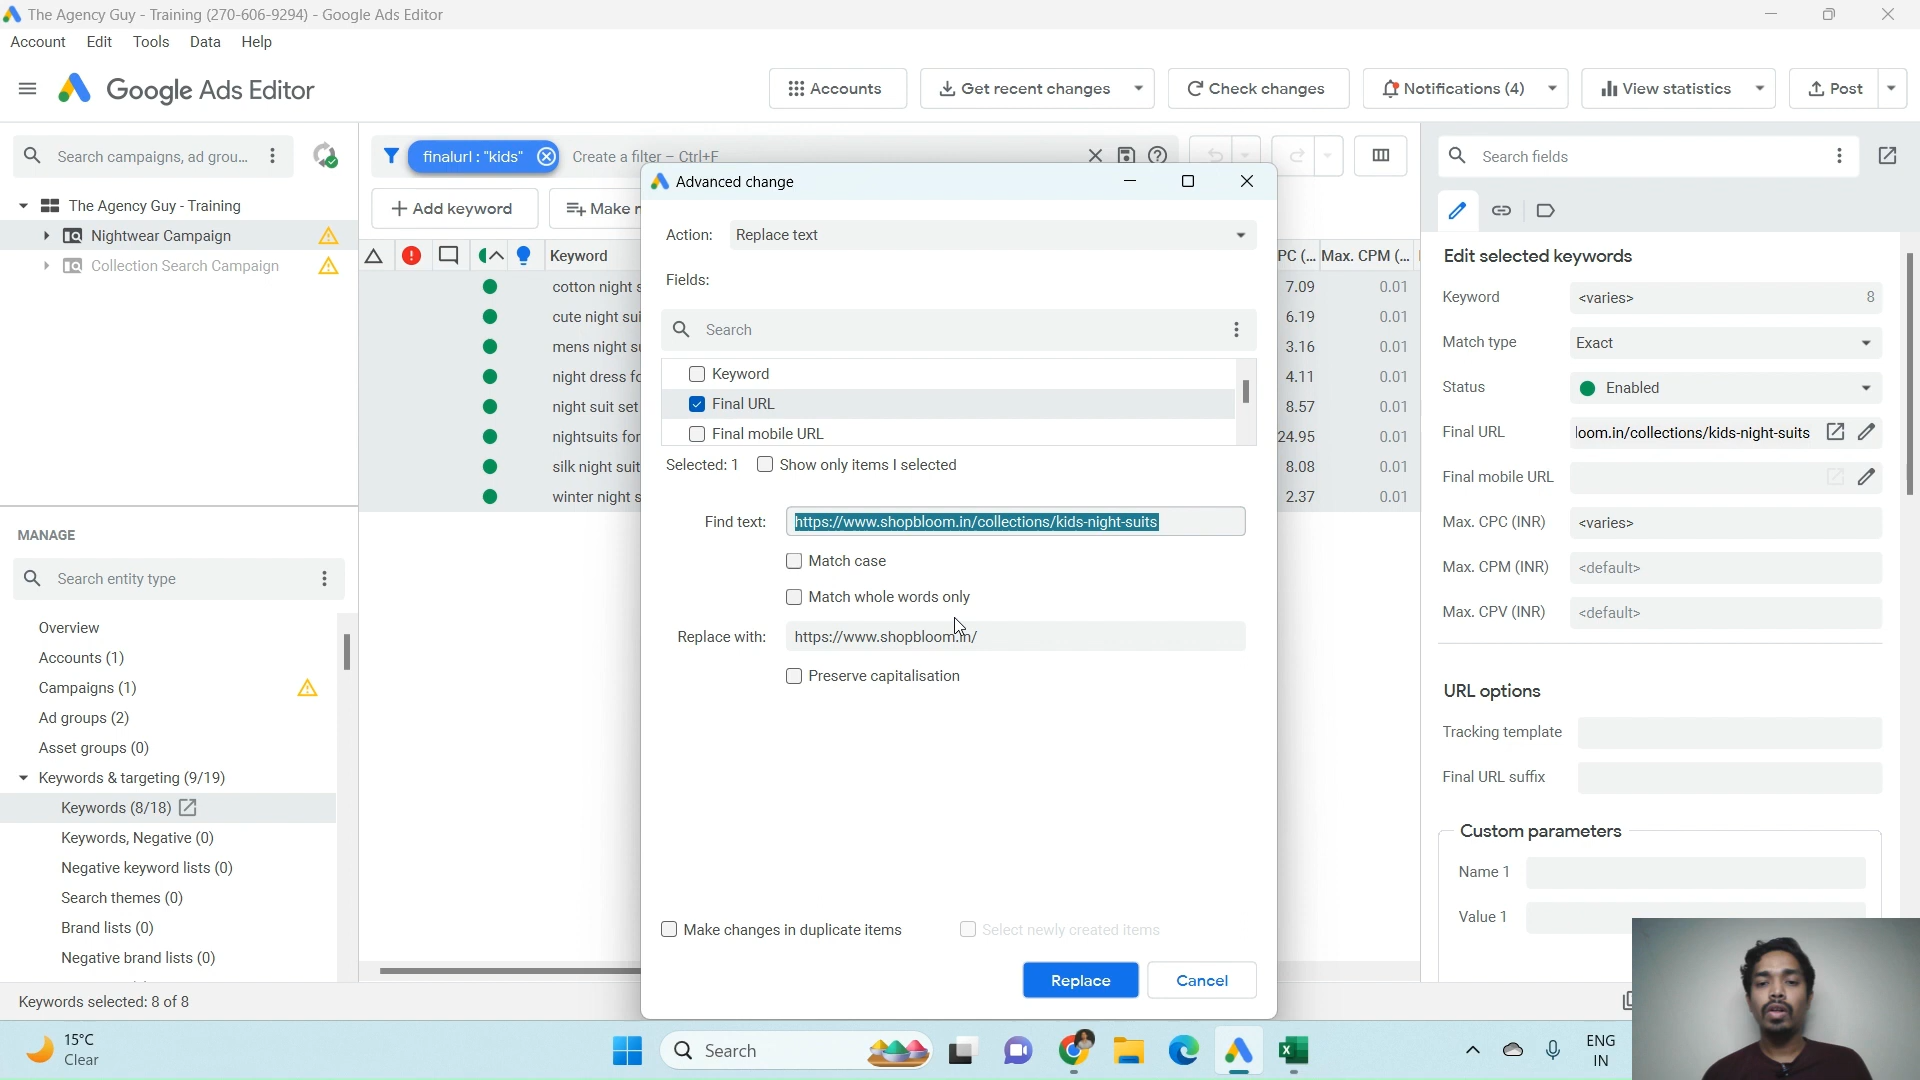 The Agency Guy - Training (270-606-9294) - Google Ads Editor
Account Edit Tools Data Help
Google Ads Editor
Accounts
Get recent changes
Check changes
Notifications (4)
View statistics
Post
Search campaigns, ad grou...
The Agency Guy - Training
Nightwear Campaign
Collection Search Campaign
MANAGE
Search entity type
Overview
Accounts (1)
Campaigns (1)
Ad groups (2)
Asset groups (0)
Keywords & targeting (9/19)
Keywords (8/18)
Keywords, Negative (0)
Negative keyword lists (0)
Search themes (0)
Brand lists (0)
Negative brand lists (0)
Keywords selected: 8 of 8
finalurl : "kids"
Create a filter – Ctrl+F
Add keyword
Make
Keyword
PC (... Max. CPM (...
cotton night 7.09 0.01
cute night sui 6.19 0.01
mens night 3.16 0.01
night dress fo 4.11 0.01
night suit set 8.57 0.01
nightsuits for 24.95 0.01
silk night suit 8.08 0.01
winter night 2.37 0.01
Advanced change
Action: Replace text
Fields:
Search
Keyword
Final URL
Final mobile URL
Selected: 1 Show only items I selected
Find text: https://www.shopbloom.in/collections/kids-night-suits
Match case
Match whole words only
Replace with: https://www.shopbloom.in/
Preserve capitalisation
Make changes in duplicate items
Select newly created items
Replace
Cancel
Search fields
Edit selected keywords
Keyword <varies> 8
Match type Exact
Status Enabled
Final URL loom.in/collections/kids-night-suits
Final mobile URL
Max. CPC (INR) <varies>
Max. CPM (INR) <default>
Max. CPV (INR) <default>
URL options
Tracking template
Final URL suffix
Custom parameters
Name 1
Value 1
15°C
Clear
Search
ENG
IN